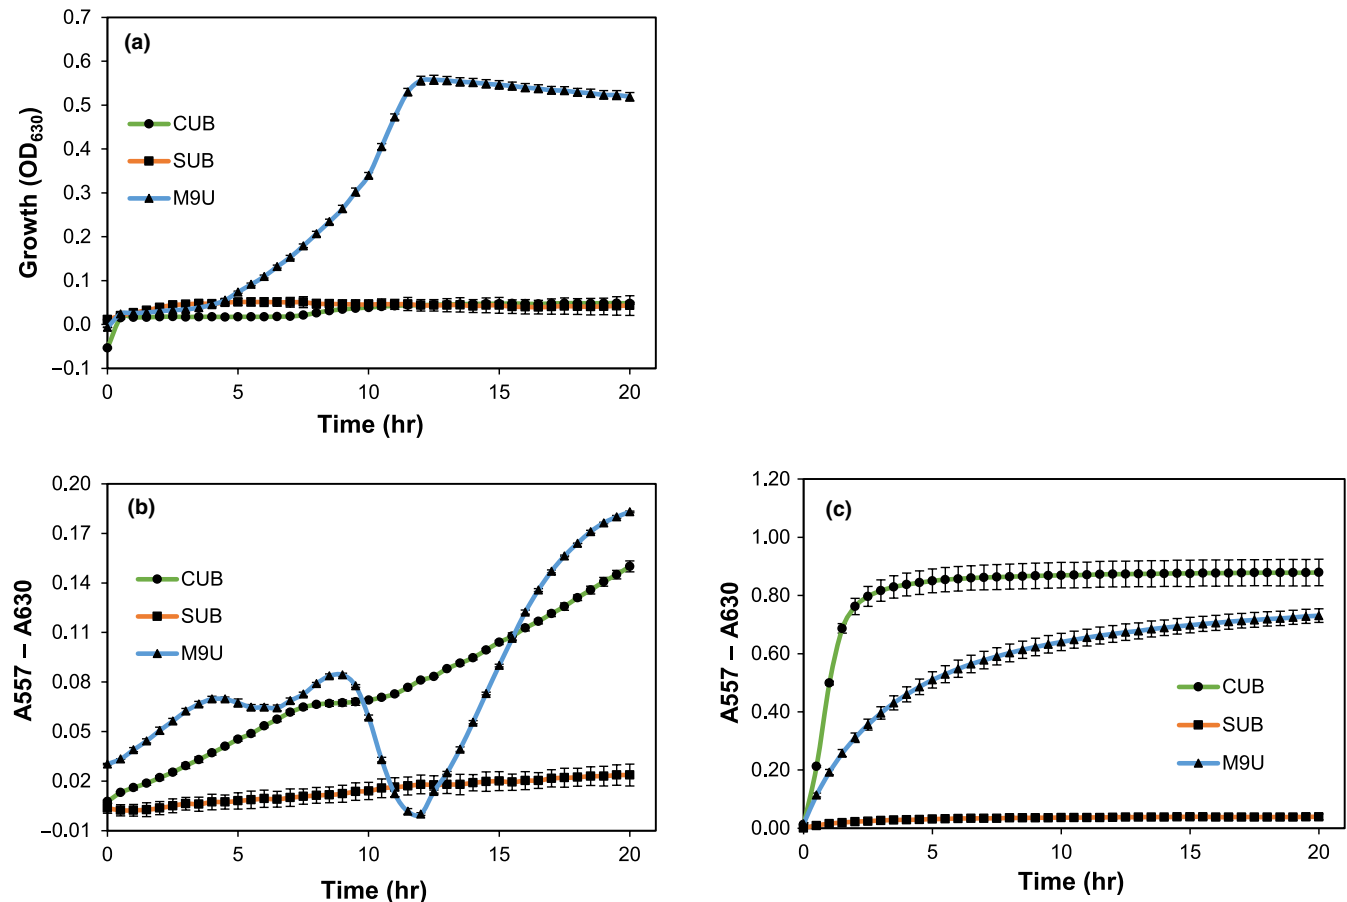 (a)
0.7
0.6
0.5
0.4
0.3
0.2
0.1
0.0
–0.1
Growth (OD630)
CUB
SUB
M9U
0 5 10 15 20
Time (hr)
(b)
0.20
0.17
0.14
0.11
0.08
0.05
0.02
–0.01
A557 – A630
CUB
SUB
M9U
0 5 10 15 20
Time (hr)
(c)
1.20
1.00
0.80
0.60
0.40
0.20
0.00
A557 – A630
CUB
SUB
M9U
0 5 10 15 20
Time (hr)